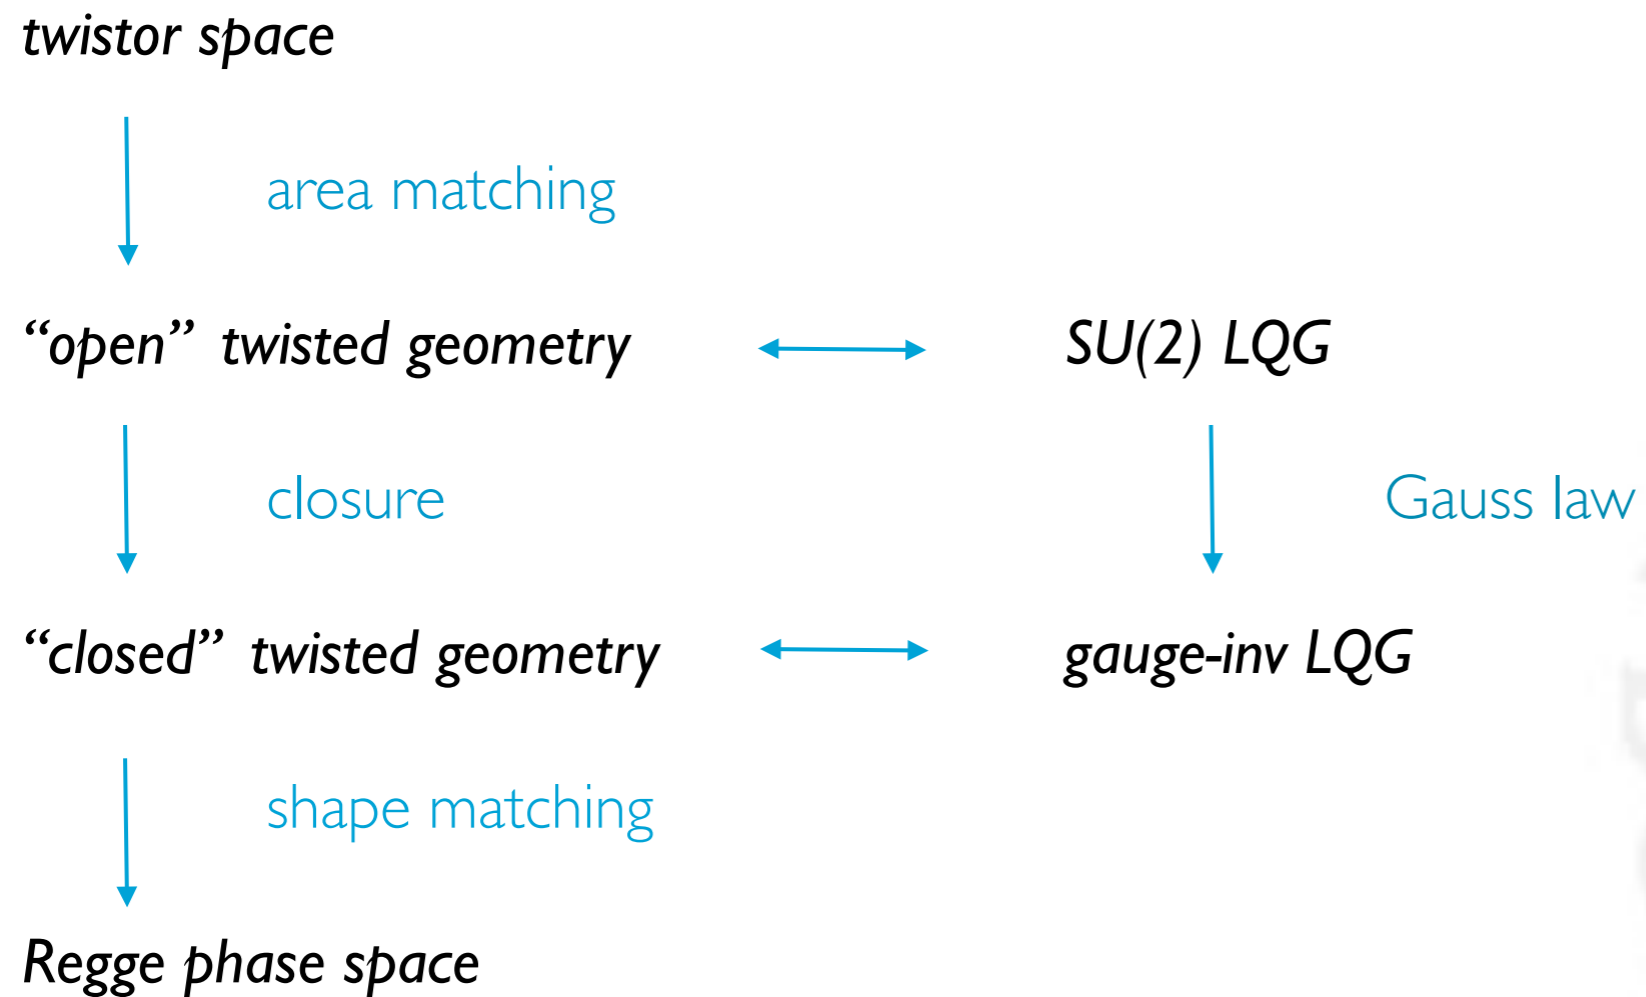 twistor space
area matching
“open” twisted geometry
SU(2) LQG
closure
Gauss law
“closed” twisted geometry
gauge-inv LQG
shape matching
Regge phase space